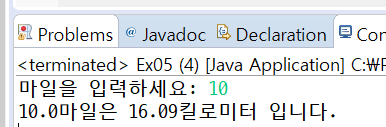 Problems @ Javadoc Declaration Con
<terminated> Ex05 (4) [Java Application] C:₩P
마일을 입력하세요: 10
10.0마일은 16.09킬로미터 입니다.